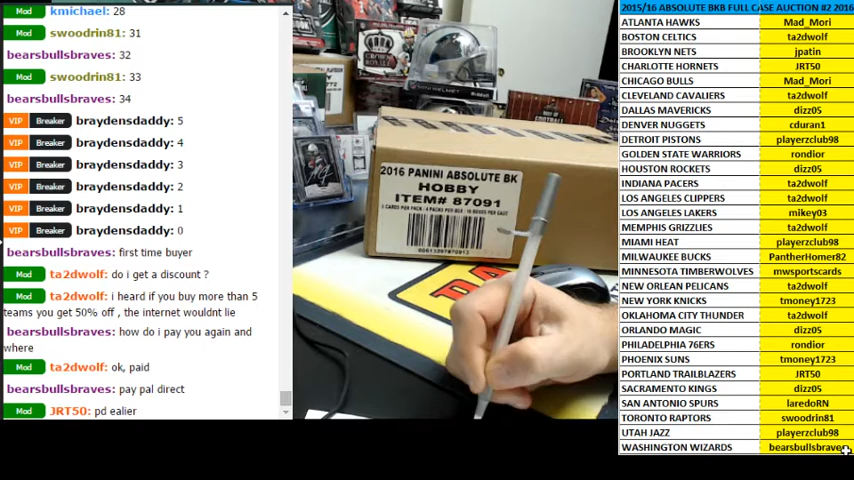 Mod kmichael: 28
Mod swoodrin81: 31
bearsbullsbraves: 32
Mod swoodrin81: 33
bearsbullsbraves: 34
VIP Breaker braydensdaddy: 5
VIP Breaker braydensdaddy: 4
VIP Breaker braydensdaddy: 3
VIP Breaker braydensdaddy: 2
VIP Breaker braydensdaddy: 1
VIP Breaker braydensdaddy: 0
bearsbullsbraves: first time buyer
Mod ta2dwolf: do i get a discount ?
Mod ta2dwolf: i heard if you buy more than 5
teams you get 50% off , the internet wouldnt lie
bearsbullsbraves: how do i pay you again and
where
Mod ta2dwolf: ok, paid
bearsbullsbraves: pay pal direct
Mod JRT50: pd ealier
CROWN
ROYALE
2016 PANINI ABSOLUTE BK
HOBBY
ITEM# 87091
2015/16 ABSOLUTE BKB FULL CASE AUCTION #2 2016
ATLANTA HAWKS Mad_Mori
BOSTON CELTICS ta2dwolf
BROOKLYN NETS jpatin
CHARLOTTE HORNETS JRT50
CHICAGO BULLS Mad_Mori
CLEVELAND CAVALIERS ta2dwolf
DALLAS MAVERICKS dizz05
DENVER NUGGETS cduran1
DETROIT PISTONS playerzclub98
GOLDEN STATE WARRIORS rondior
HOUSTON ROCKETS dizz05
INDIANA PACERS ta2dwolf
LOS ANGELES CLIPPERS ta2dwolf
LOS ANGELES LAKERS mikey03
MEMPHIS GRIZZLIES ta2dwolf
MIAMI HEAT playerzclub98
MILWAUKEE BUCKS PantherHomer82
MINNESOTA TIMBERWOLVES mwsportscards
NEW ORLEAN PELICANS ta2dwolf
NEW YORK KNICKS tmoney1723
OKLAHOMA CITY THUNDER ta2dwolf
ORLANDO MAGIC dizz05
PHILADELPHIA 76ERS rondior
PHOENIX SUNS tmoney1723
PORTLAND TRAILBLAZERS JRT50
SACRAMENTO KINGS dizz05
SAN ANTONIO SPURS laredoRN
TORONTO RAPTORS swoodrin81
UTAH JAZZ playerzclub98
WASHINGTON WIZARDS bearsbullsbraves